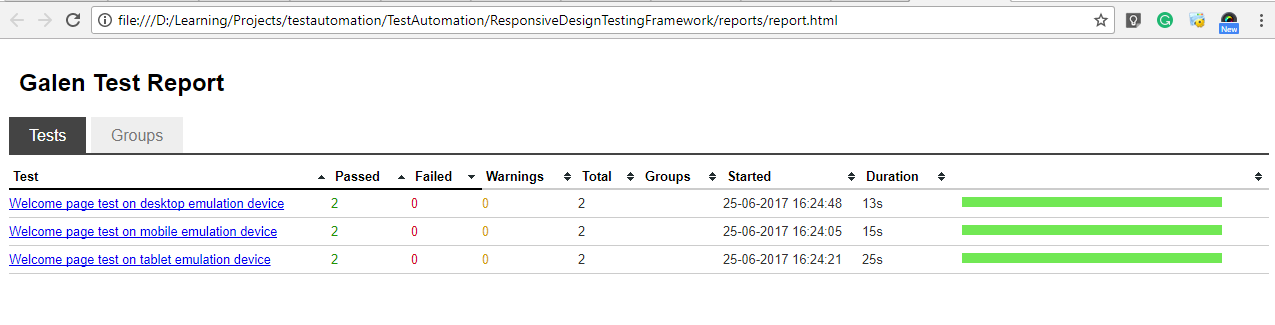 file:///D:/Learning/Projects/testautomation/TestAutomation/ResponsiveDesignTestingFramework/reports/report.html
New
Galen Test Report
Tests Groups
Test Passed Failed Warnings Total Groups Started Duration
Welcome page test on desktop emulation device 2 0 0 2 25-06-2017 16:24:48 13s
Welcome page test on mobile emulation device 2 0 0 2 25-06-2017 16:24:05 15s
Welcome page test on tablet emulation device 2 0 0 2 25-06-2017 16:24:21 25s